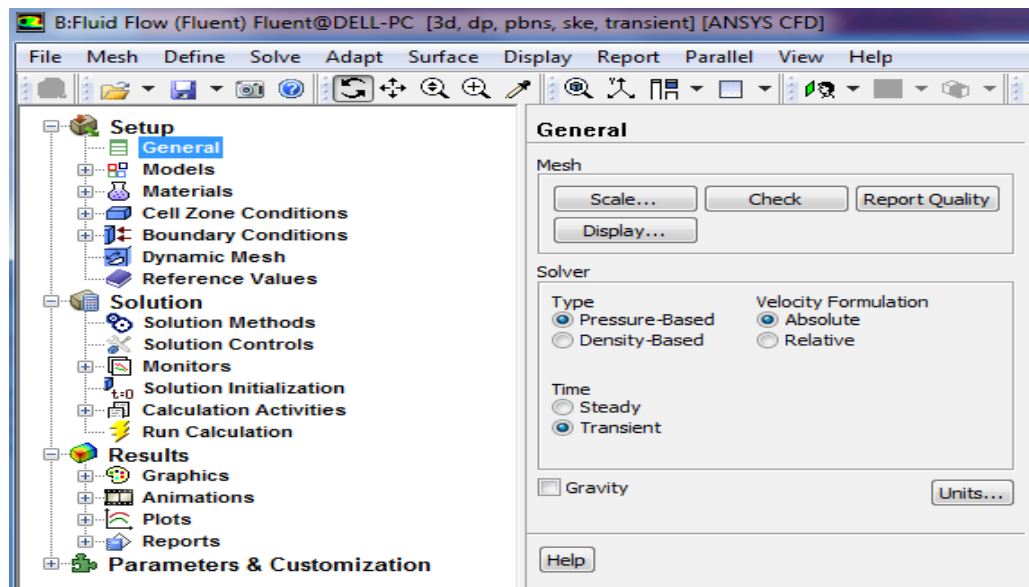 B:Fluid Flow (Fluent) Fluent@DELL-PC [3d, dp, pbns, ske, transient] [ANSYS CFD]
File Mesh Define Solve Adapt Surface Display Report Parallel View Help
Setup
General
Models
Materials
Cell Zone Conditions
Boundary Conditions
Dynamic Mesh
Reference Values
Solution
Solution Methods
Solution Controls
Monitors
t=0 Solution Initialization
Calculation Activities
Run Calculation
Results
Graphics
Animations
Plots
Reports
Parameters & Customization
General
Mesh
Scale... Check Report Quality
Display...
Solver
Type Velocity Formulation
Pressure-Based Absolute
Density-Based Relative
Time
Steady
Transient
Gravity Units...
Help